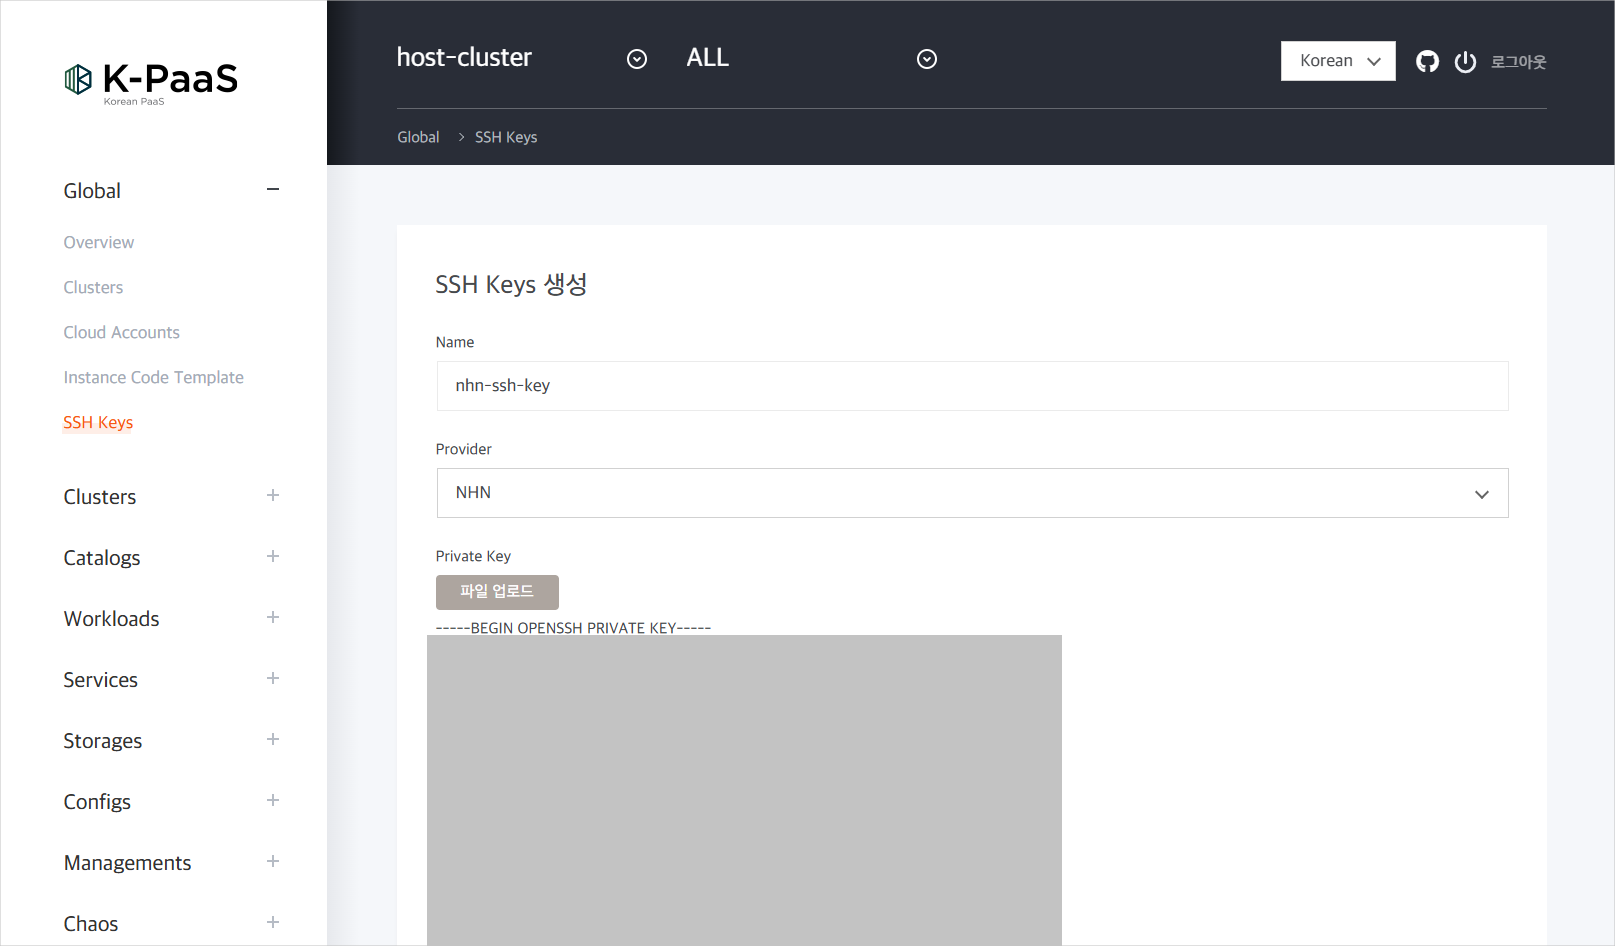 K-PaaS
Korean PaaS
Global
Overview
Clusters
Cloud Accounts
Instance Code Template
SSH Keys
Clusters
Catalogs
Workloads
Services
Storages
Configs
Managements
Chaos
host-cluster
ALL
Korean
로그아웃
Global > SSH Keys
SSH Keys 생성
Name
nhn-ssh-key
Provider
NHN
Private Key
파일 업로드
-----BEGIN OPENSSH PRIVATE KEY-----